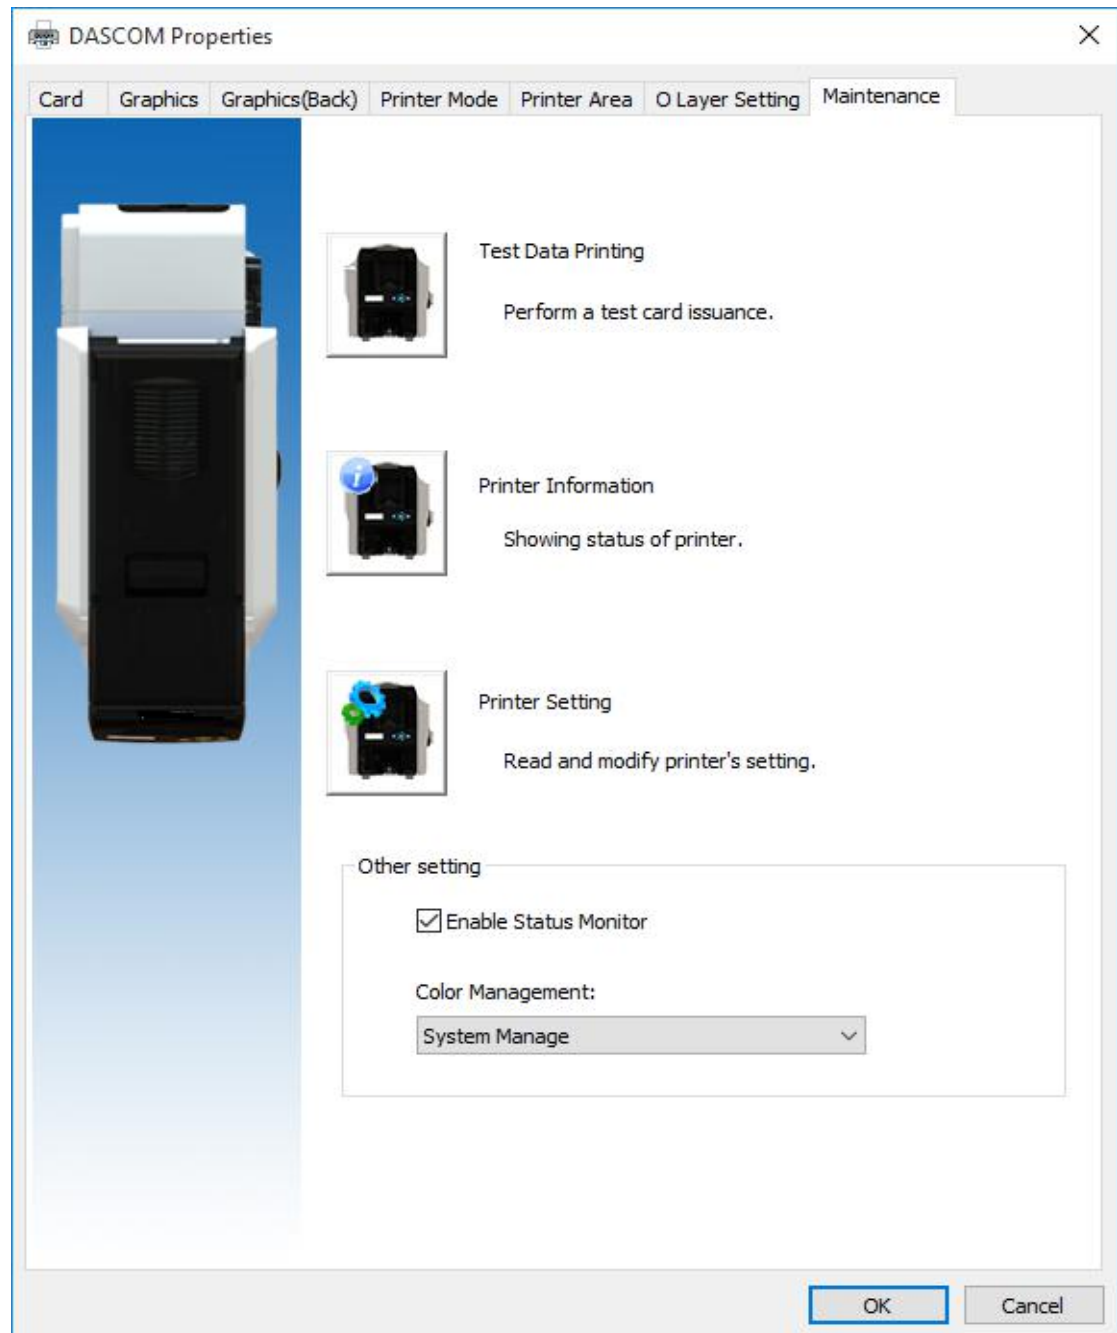 DASCOM Properties
Card Graphics Graphics(Back) Printer Mode Printer Area O Layer Setting Maintenance
Test Data Printing
Perform a test card issuance.
Printer Information
Showing status of printer.
Printer Setting
Read and modify printer's setting.
Other setting
Enable Status Monitor
Color Management:
System Manage
OK Cancel